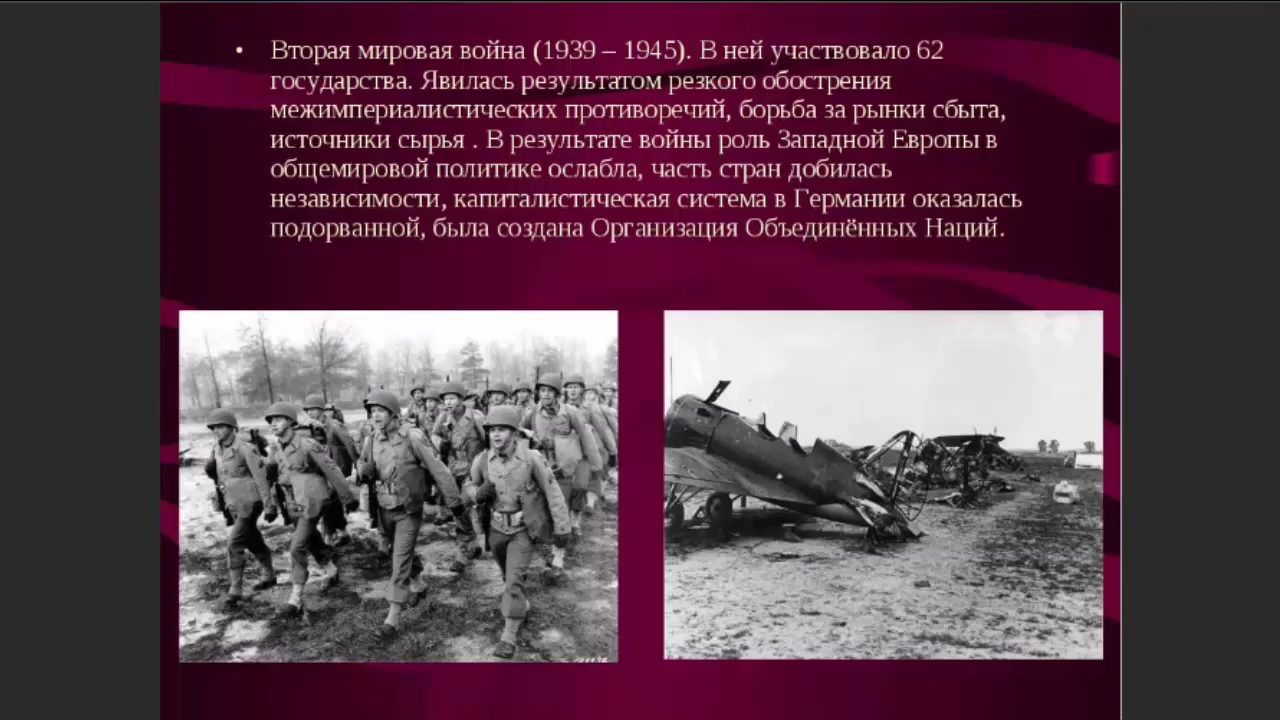 • Вторая мировая война (1939 – 1945). В ней участвовало 62
государства. Явилась результатом резкого обострения
межимпериалистических противоречий, борьба за рынки сбыта,
источники сырья . В результате войны роль Западной Европы в
общемировой политике ослабла, часть стран добилась
независимости, капиталистическая система в Германии оказалась
подорванной, была создана Организация Объединённых Наций.